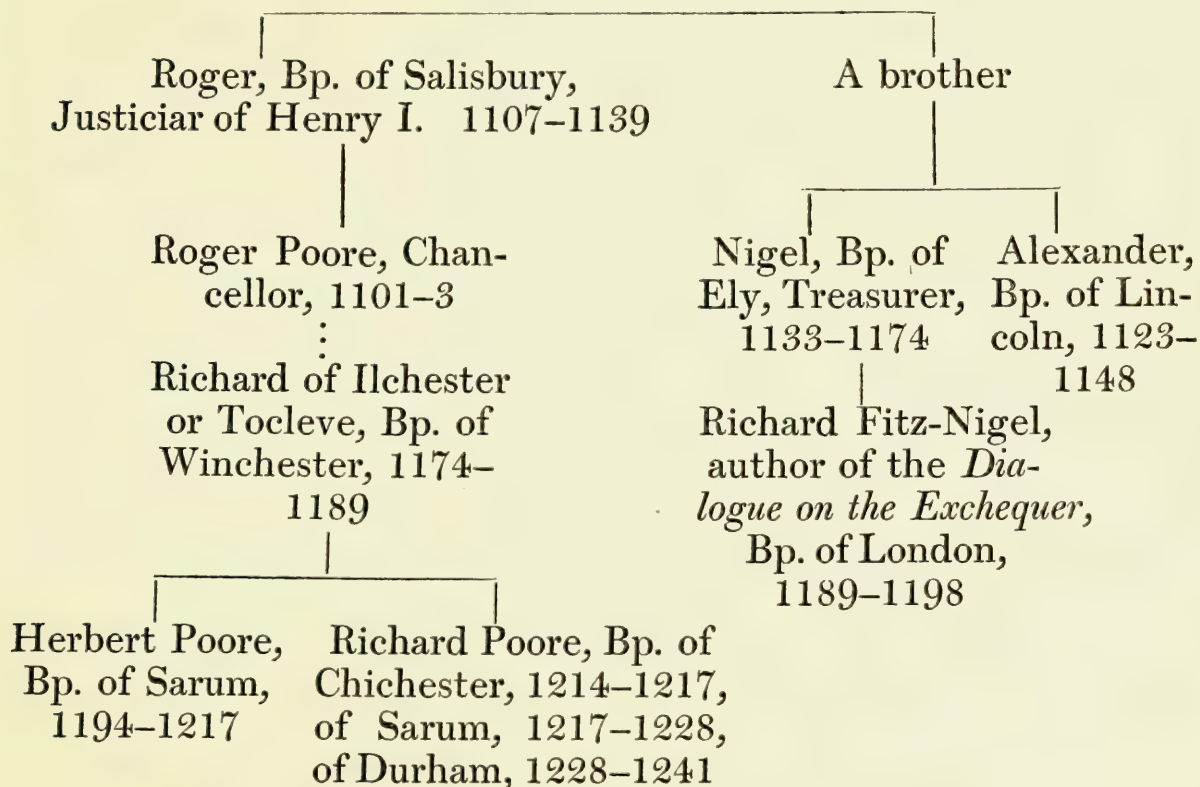 Roger, Bp. of Salisbury,
Justiciar of Henry I. 1107–1139
A brother
Roger Poore, Chan-
cellor, 1101–3
Nigel, Bp. of
Ely, Treasurer,
1133–1174
Alexander,
Bp. of Lin-
coln, 1123–
1148
Richard of Ilchester
or Tocleve, Bp. of
Winchester, 1174–
1189
Richard Fitz-Nigel,
author of the Dia-
logue on the Exchequer,
Bp. of London,
1189–1198
Herbert Poore,
Bp. of Sarum,
1194–1217
Richard Poore, Bp. of
Chichester, 1214–1217,
of Sarum, 1217–1228,
of Durham, 1228–1241